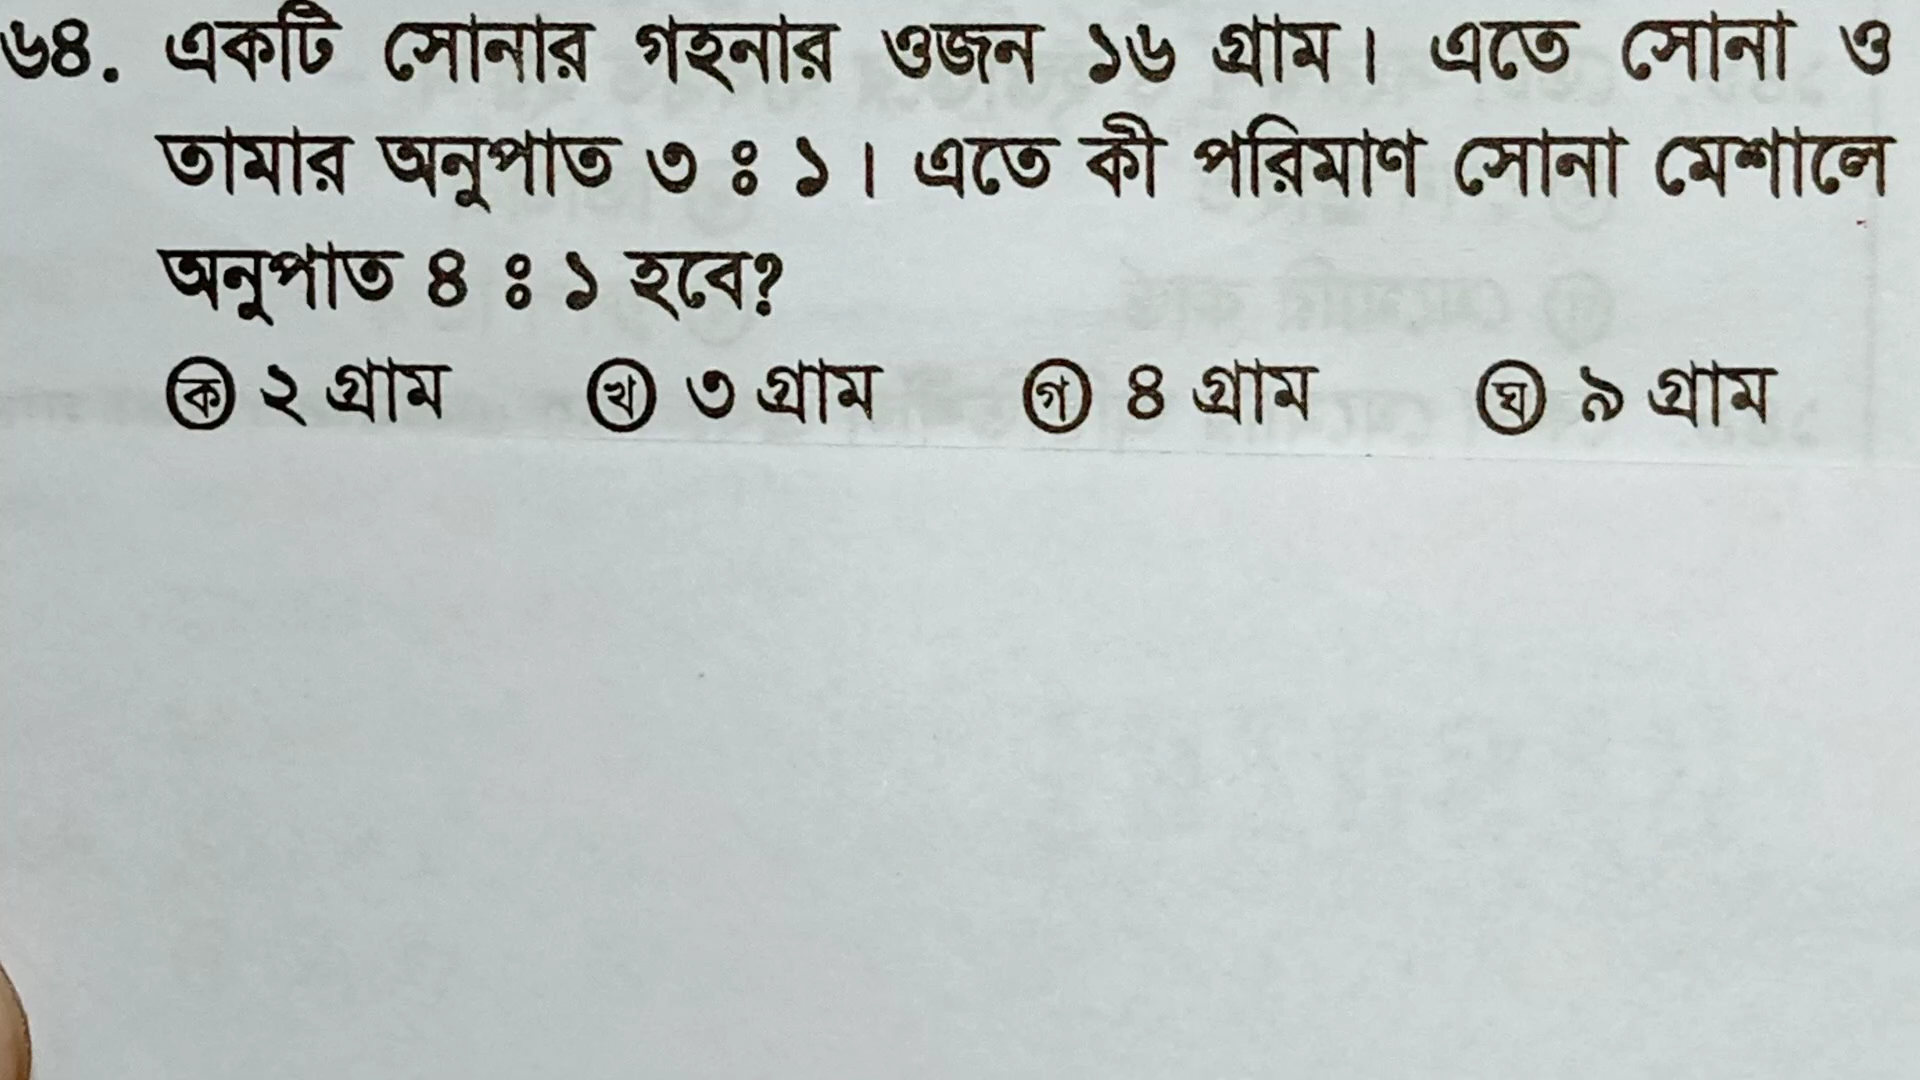 ৬৪. একটি সোনার গহনার ওজন ১৬ গ্রাম। এতে সোনা ও
তামার অনুপাত ৩ ঃ ১। এতে কী পরিমাণ সোনা মেশালে
অনুপাত ৪ ঃ ১ হবে?
ক ২ গ্রাম খ ৩ গ্রাম গ ৪ গ্রাম ঘ ৯ গ্রাম